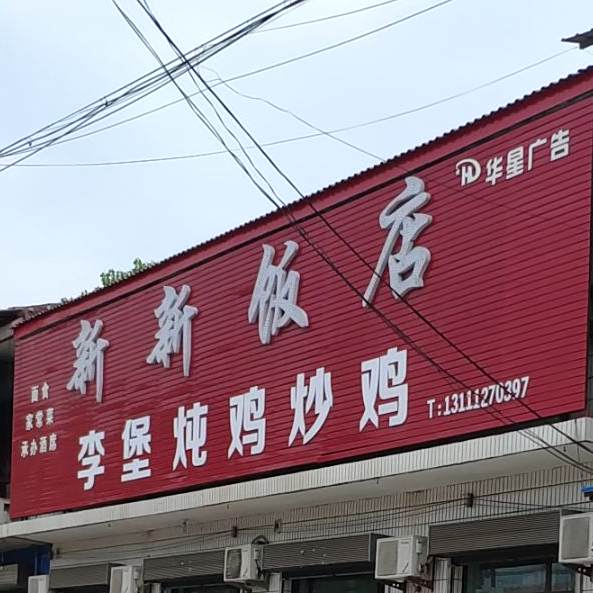 华星广告
新新饭店
面食
家常菜
承办酒店
李堡炖鸡炒鸡
T:13111270397